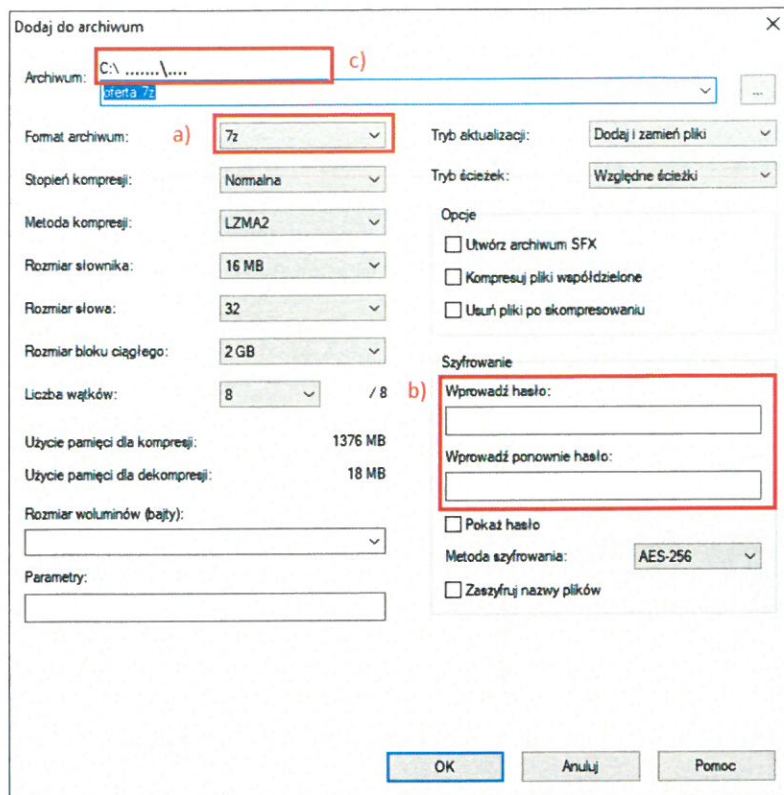 Dodaj do archiwum
Archiwum:
C:\ .......\....
c)
oferta.7z
...
Format archiwum:
a)
7z
Stopień kompresji:
Normalna
Metoda kompresji:
LZMA2
Rozmiar słownika:
16 MB
Rozmiar słowa:
32
Rozmiar bloku ciągłego:
2 GB
Liczba wątków:
8
/ 8
Użycie pamięci dla kompresji:
1376 MB
Użycie pamięci dla dekompresji:
18 MB
Rozmiar woluminów (bajty):
Parametry:
Tryb aktualizacji:
Dodaj i zamień pliki
Tryb ścieżek:
Względne ścieżki
Opcje
Utwórz archiwum SFX
Kompresuj pliki współdzielone
Usuń pliki po skompresowaniu
Szyfrowanie
b)
Wprowadź hasło:
Wprowadź ponownie hasło:
Pokaż hasło
Metoda szyfrowania:
AES-256
Zaszyfruj nazwy plików
OK
Anuluj
Pomoc